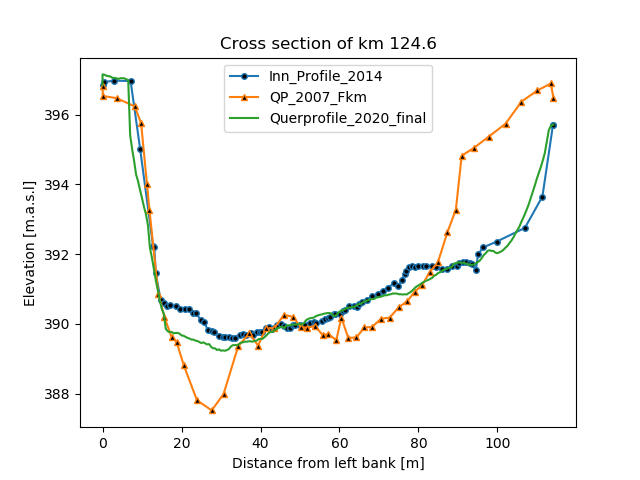 Cross section of km 124.6
Inn_Profile_2014
QP_2007_Fkm
Querprofile_2020_final
Elevation [m.a.s.l]
396
394
392
390
388
0 20 40 60 80 100
Distance from left bank [m]